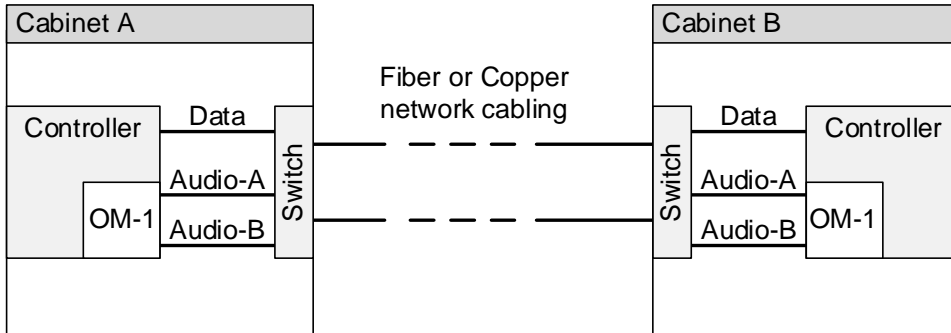 Cabinet A
Cabinet B
Fiber or Copper
network cabling
Controller
Data
Audio-A
OM-1
Audio-B
Switch
Switch
Data
Controller
Audio-A
OM-1
Audio-B